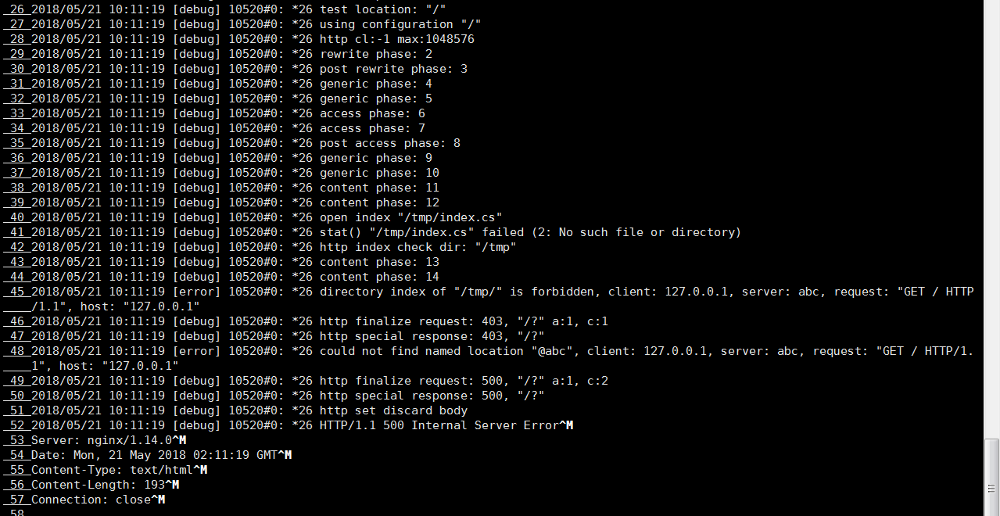 26 2018/05/21 10:11:19 [debug] 10520#0: *26 test location: "/"
27 2018/05/21 10:11:19 [debug] 10520#0: *26 using configuration "/"
28 2018/05/21 10:11:19 [debug] 10520#0: *26 http cl:-1 max:1048576
29 2018/05/21 10:11:19 [debug] 10520#0: *26 rewrite phase: 2
30 2018/05/21 10:11:19 [debug] 10520#0: *26 post rewrite phase: 3
31 2018/05/21 10:11:19 [debug] 10520#0: *26 generic phase: 4
32 2018/05/21 10:11:19 [debug] 10520#0: *26 generic phase: 5
33 2018/05/21 10:11:19 [debug] 10520#0: *26 access phase: 6
34 2018/05/21 10:11:19 [debug] 10520#0: *26 access phase: 7
35 2018/05/21 10:11:19 [debug] 10520#0: *26 post access phase: 8
36 2018/05/21 10:11:19 [debug] 10520#0: *26 generic phase: 9
37 2018/05/21 10:11:19 [debug] 10520#0: *26 generic phase: 10
38 2018/05/21 10:11:19 [debug] 10520#0: *26 content phase: 11
39 2018/05/21 10:11:19 [debug] 10520#0: *26 content phase: 12
40 2018/05/21 10:11:19 [debug] 10520#0: *26 open index "/tmp/index.cs"
41 2018/05/21 10:11:19 [debug] 10520#0: *26 stat() "/tmp/index.cs" failed (2: No such file or directory)
42 2018/05/21 10:11:19 [debug] 10520#0: *26 http index check dir: "/tmp"
43 2018/05/21 10:11:19 [debug] 10520#0: *26 content phase: 13
44 2018/05/21 10:11:19 [debug] 10520#0: *26 content phase: 14
45 2018/05/21 10:11:19 [error] 10520#0: *26 directory index of "/tmp/" is forbidden, client: 127.0.0.1, server: abc, request: "GET / HTTP
/1.1", host: "127.0.0.1"
46 2018/05/21 10:11:19 [debug] 10520#0: *26 http finalize request: 403, "/?" a:1, c:1
47 2018/05/21 10:11:19 [debug] 10520#0: *26 http special response: 403, "/?"
48 2018/05/21 10:11:19 [error] 10520#0: *26 could not find named location "@abc", client: 127.0.0.1, server: abc, request: "GET / HTTP/1.
1", host: "127.0.0.1"
49 2018/05/21 10:11:19 [debug] 10520#0: *26 http finalize request: 500, "/?" a:1, c:2
50 2018/05/21 10:11:19 [debug] 10520#0: *26 http special response: 500, "/?"
51 2018/05/21 10:11:19 [debug] 10520#0: *26 http set discard body
52 2018/05/21 10:11:19 [debug] 10520#0: *26 HTTP/1.1 500 Internal Server Error^M
53 Server: nginx/1.14.0^M
54 Date: Mon, 21 May 2018 02:11:19 GMT^M
55 Content-Type: text/html^M
56 Content-Length: 193^M
57 Connection: close^M
58